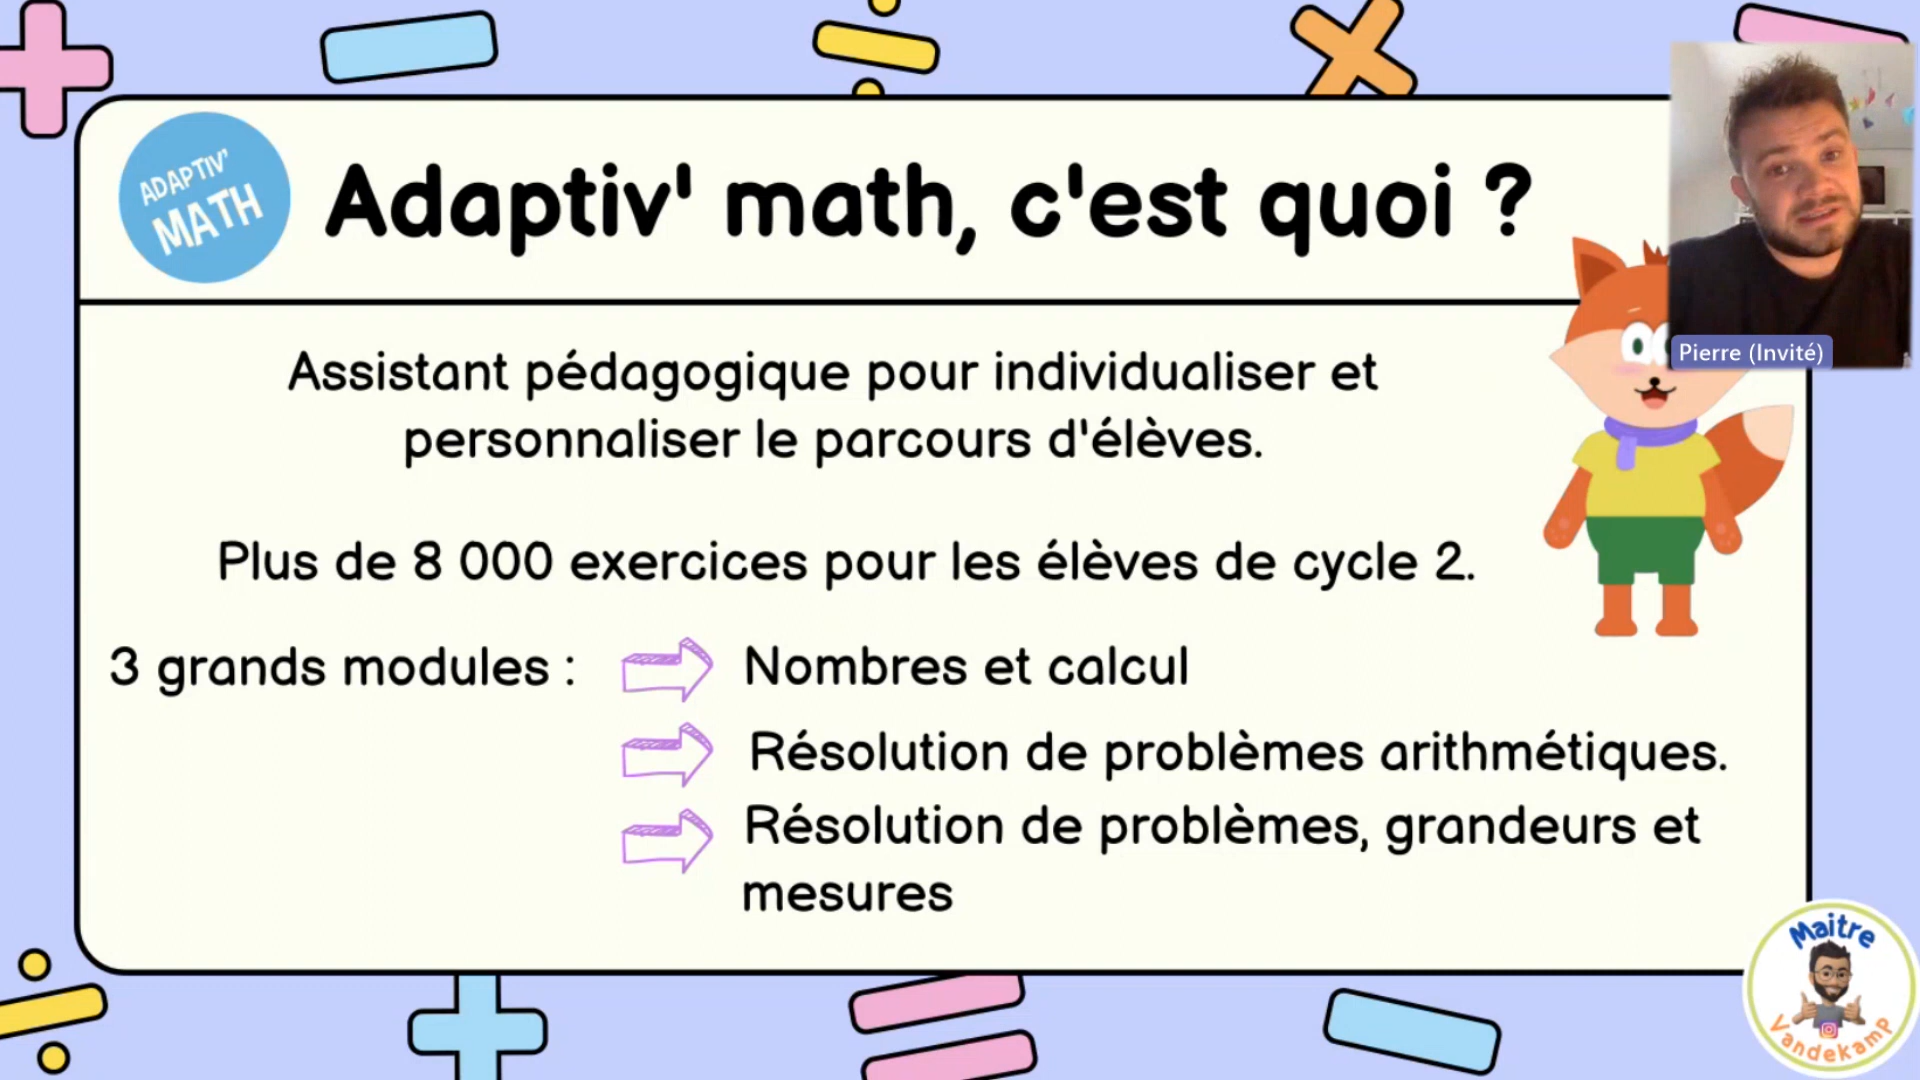 ADAPTIV'
MATH
Adaptiv' math, c'est quoi ?
Pierre (Invité)
Assistant pédagogique pour individualiser et
personnaliser le parcours d'élèves.
Plus de 8 000 exercices pour les élèves de cycle 2.
3 grands modules :
Nombres et calcul
Résolution de problèmes arithmétiques.
Résolution de problèmes, grandeurs et
mesures
Maitre
Vandekamp